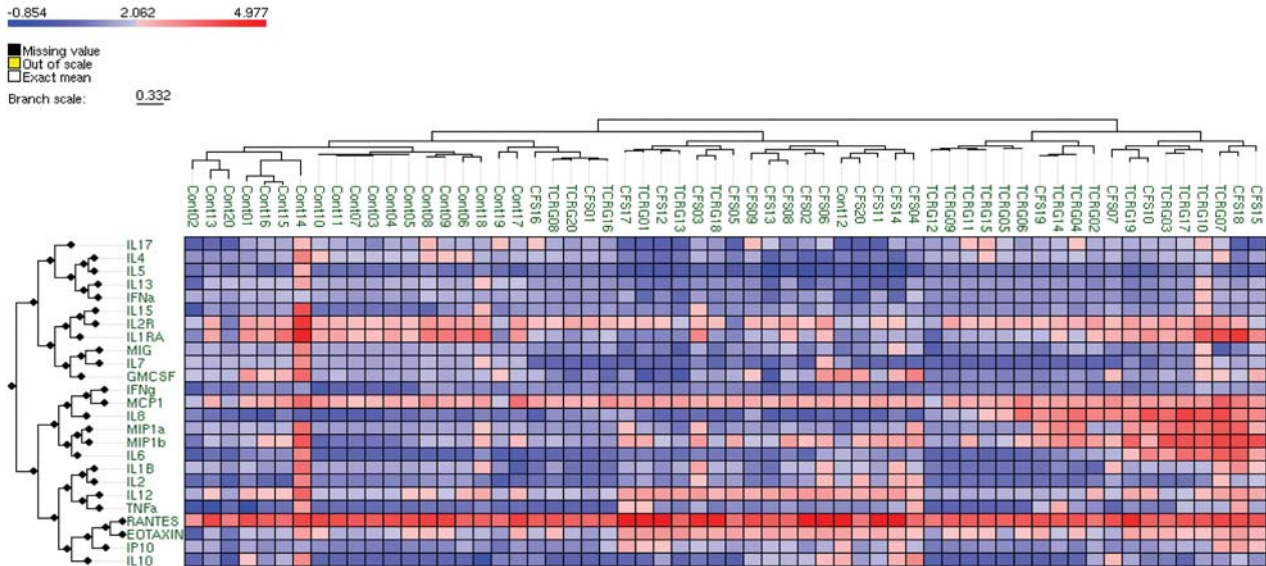 -0.854 2.062 4.977
Missing value
Out of scale
Exact mean
Branch scale: 0.332
Cont02 Cont13 Cont20 Cont01 Cont16 Cont15 Cont14 Cont10 Cont11 Cont07 Cont03 Cont04 Cont05 Cont08 Cont09 Cont06 Cont18 Cont19 Cont17 CFS16 TCRG08 TCRG20 CFS01 TCRG16 CFS17 TCRG01 CFS12 TCRG13 CFS03 TCRG18 CFS05 CFS09 CFS13 CFS08 CFS02 CFS06 Cont12 CFS20 CFS11 CFS14 CFS04 TCRG12 TCRG09 TCRG11 TCRG15 TCRG05 TCRG06 CFS19 TCRG14 TCRG04 TCRG02 CFS07 TCRG19 CFS10 TCRG03 TCRG17 TCRG10 TCRG07 CFS18 CFS15
IL17
IL4
IL5
IL13
IFNa
IL15
IL2R
IL1RA
MIG
IL7
GMCSF
IFNg
MCP1
IL8
MIP1a
MIP1b
IL6
IL1B
IL2
IL12
TNFa
RANTES
EOTAXIN
IP10
IL10